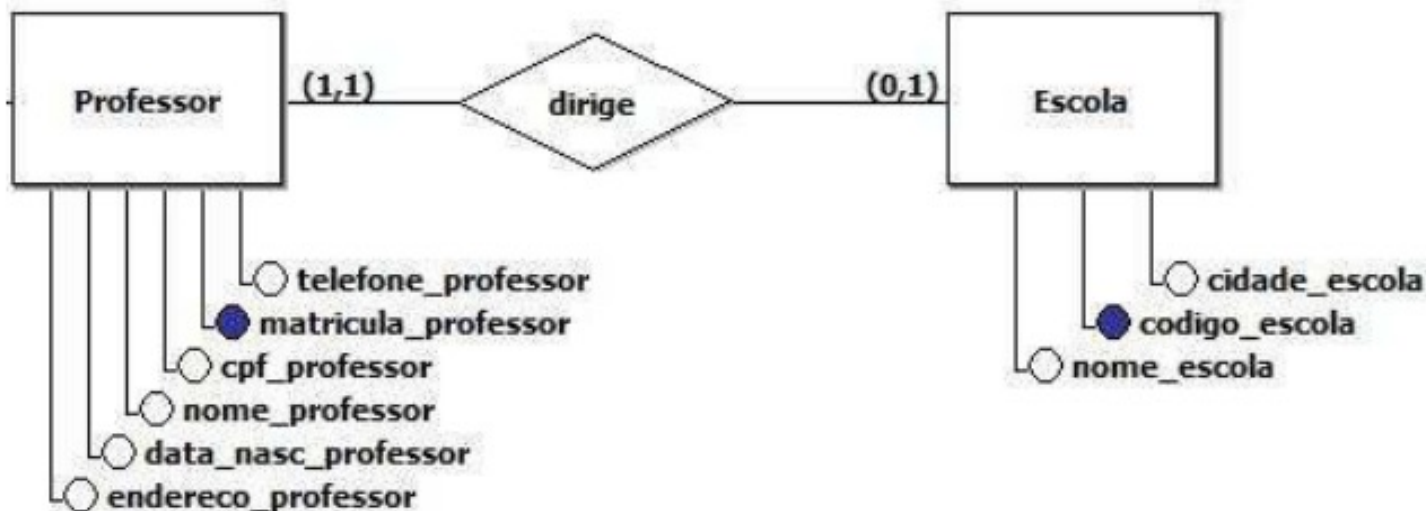 Professor
(1,1)
dirige
(0,1)
Escola
telefone_professor
matricula_professor
cpf_professor
nome_professor
data_nasc_professor
endereco_professor
cidade_escola
codigo_escola
nome_escola